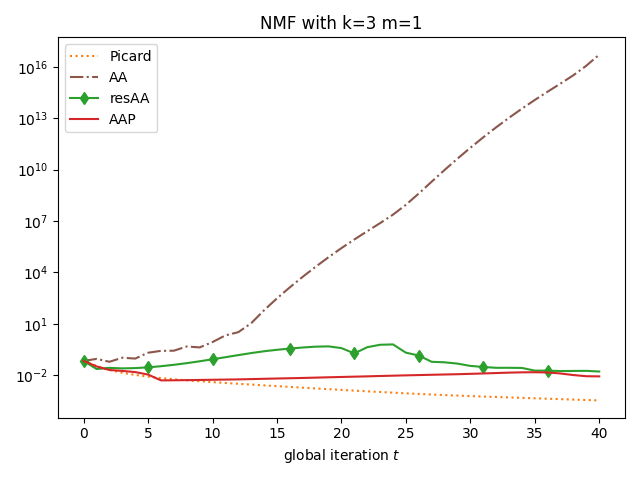 NMF with k=3 m=1
Picard
AA
resAA
AAP
10^16
10^13
10^10
10^7
10^4
10^1
10^−2
0 5 10 15 20 25 30 35 40
global iteration t